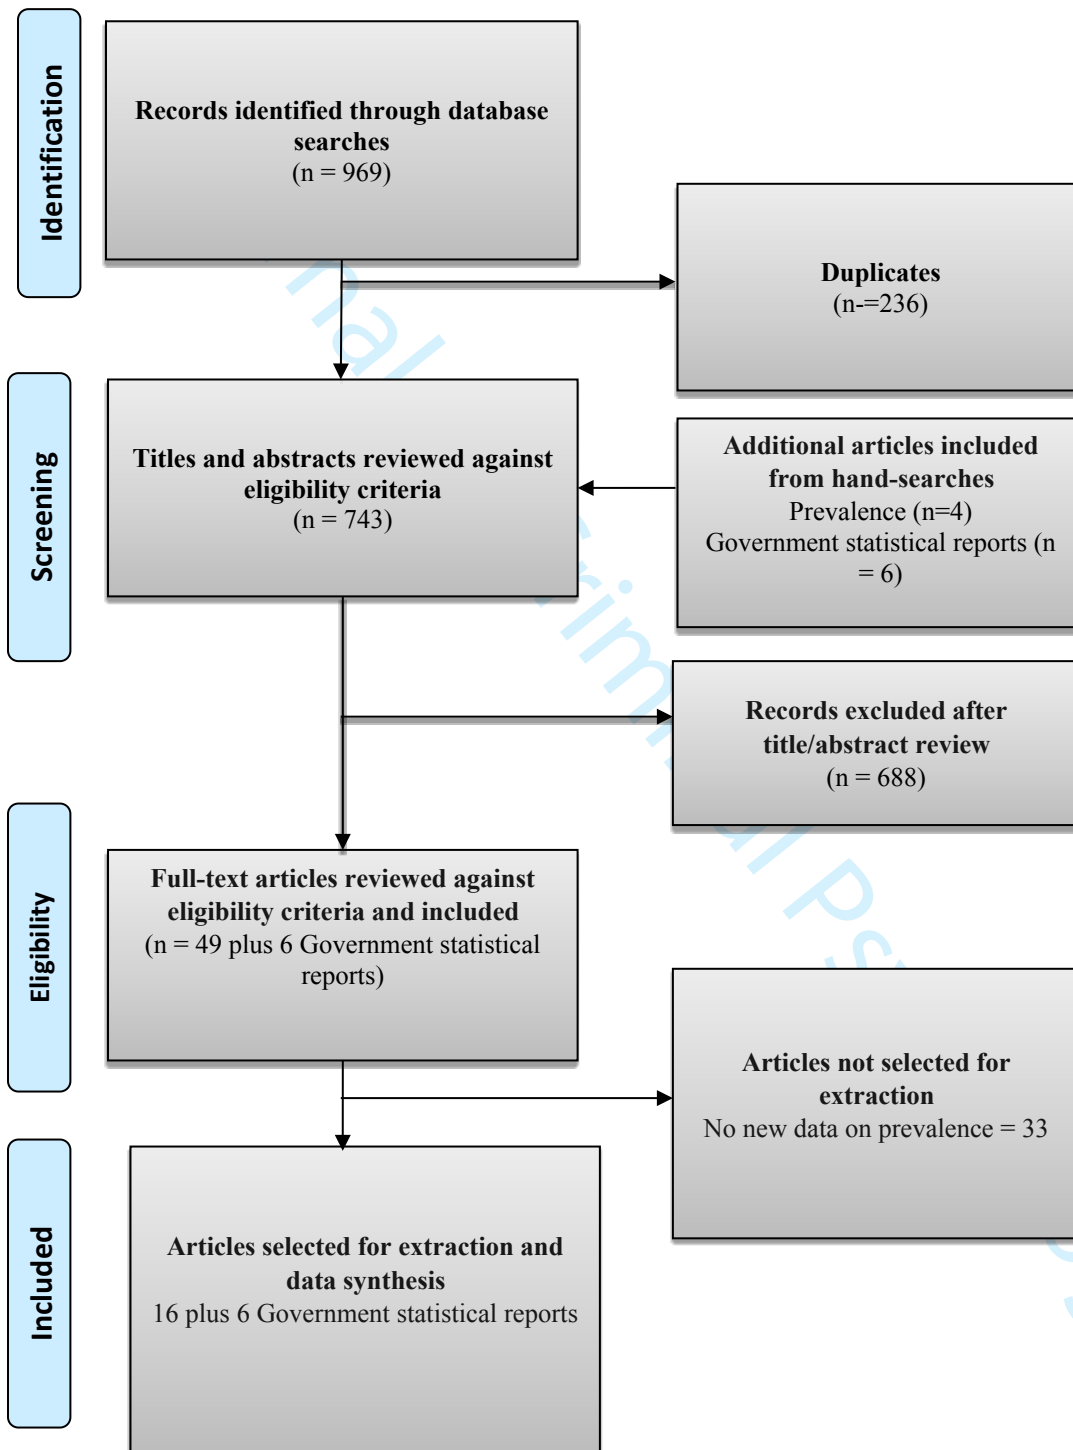 Identification
Records identified through database
searches
(n = 969)
Duplicates
(n-=236)
Screening
Titles and abstracts reviewed against
eligibility criteria
(n = 743)
Additional articles included
from hand-searches
Prevalence (n=4)
Government statistical reports (n
= 6)
Records excluded after
title/abstract review
(n = 688)
Eligibility
Full-text articles reviewed against
eligibility criteria and included
(n = 49 plus 6 Government statistical
reports)
Articles not selected for
extraction
No new data on prevalence = 33
Included
Articles selected for extraction and
data synthesis
16 plus 6 Government statistical reports